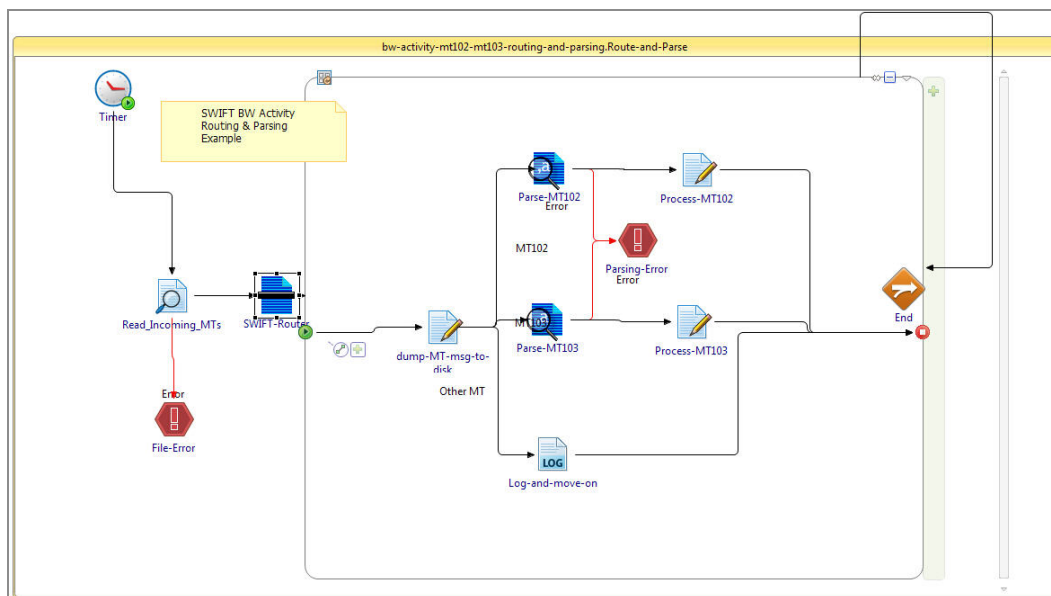 bw-activity-mt102-mt103-routing-and-parsing.Route-and-Parse
Timer
SWIFT BW Activity
Routing & Parsing
Example
Parse-MT102
Error
Process-MT102
MT102
Parsing-Error
Error
Read_Incoming_MTs
SWIFT-Router
End
MT103
Parse-MT103
Process-MT103
dump-MT-msg-to-
disk
Other MT
Error
File-Error
LOG
Log-and-move-on